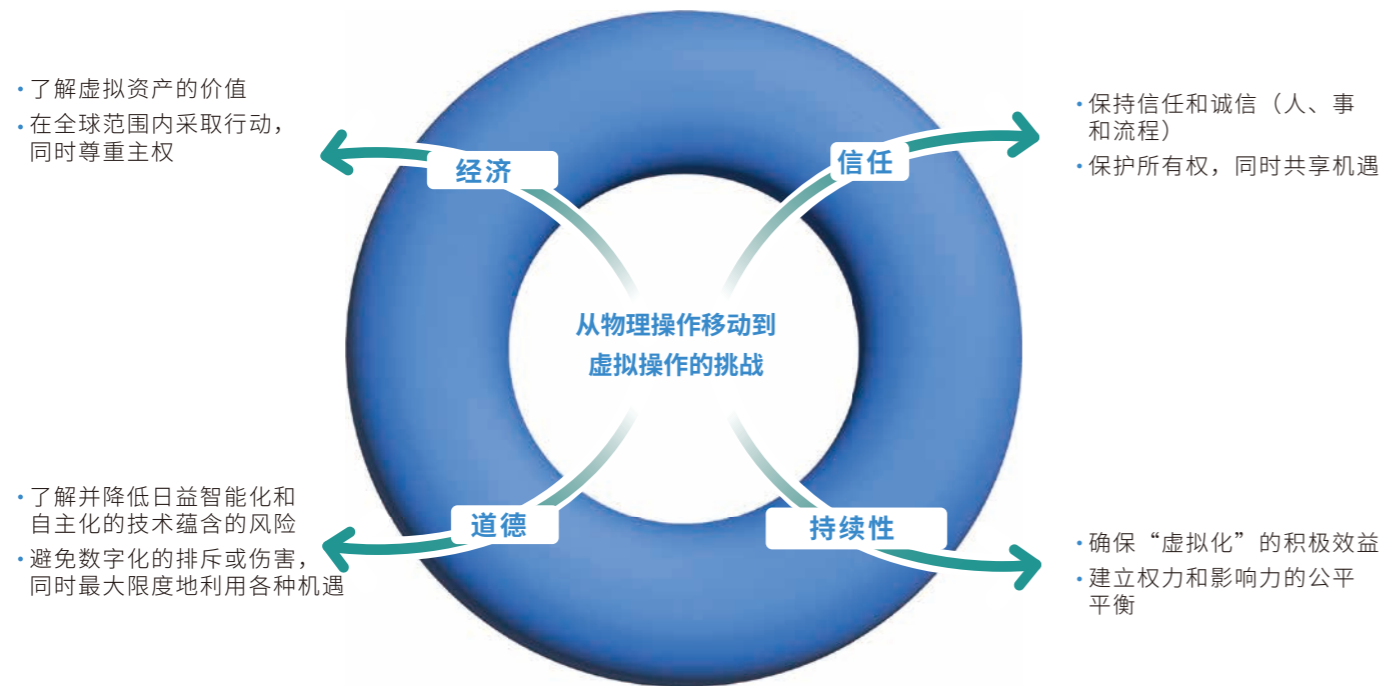 • 了解虚拟资产的价值
• 在全球范围内采取行动，
同时尊重主权
经济
信任
• 保持信任和诚信（人、事
和流程）
• 保护所有权，同时共享机遇
从物理操作移动到
虚拟操作的挑战
• 了解并降低日益智能化和
自主化的技术蕴含的风险
• 避免数字化的排斥或伤害，
同时最大限度地利用各种机遇
道德
持续性
• 确保“虚拟化”的积极效益
• 建立权力和影响力的公平
平衡